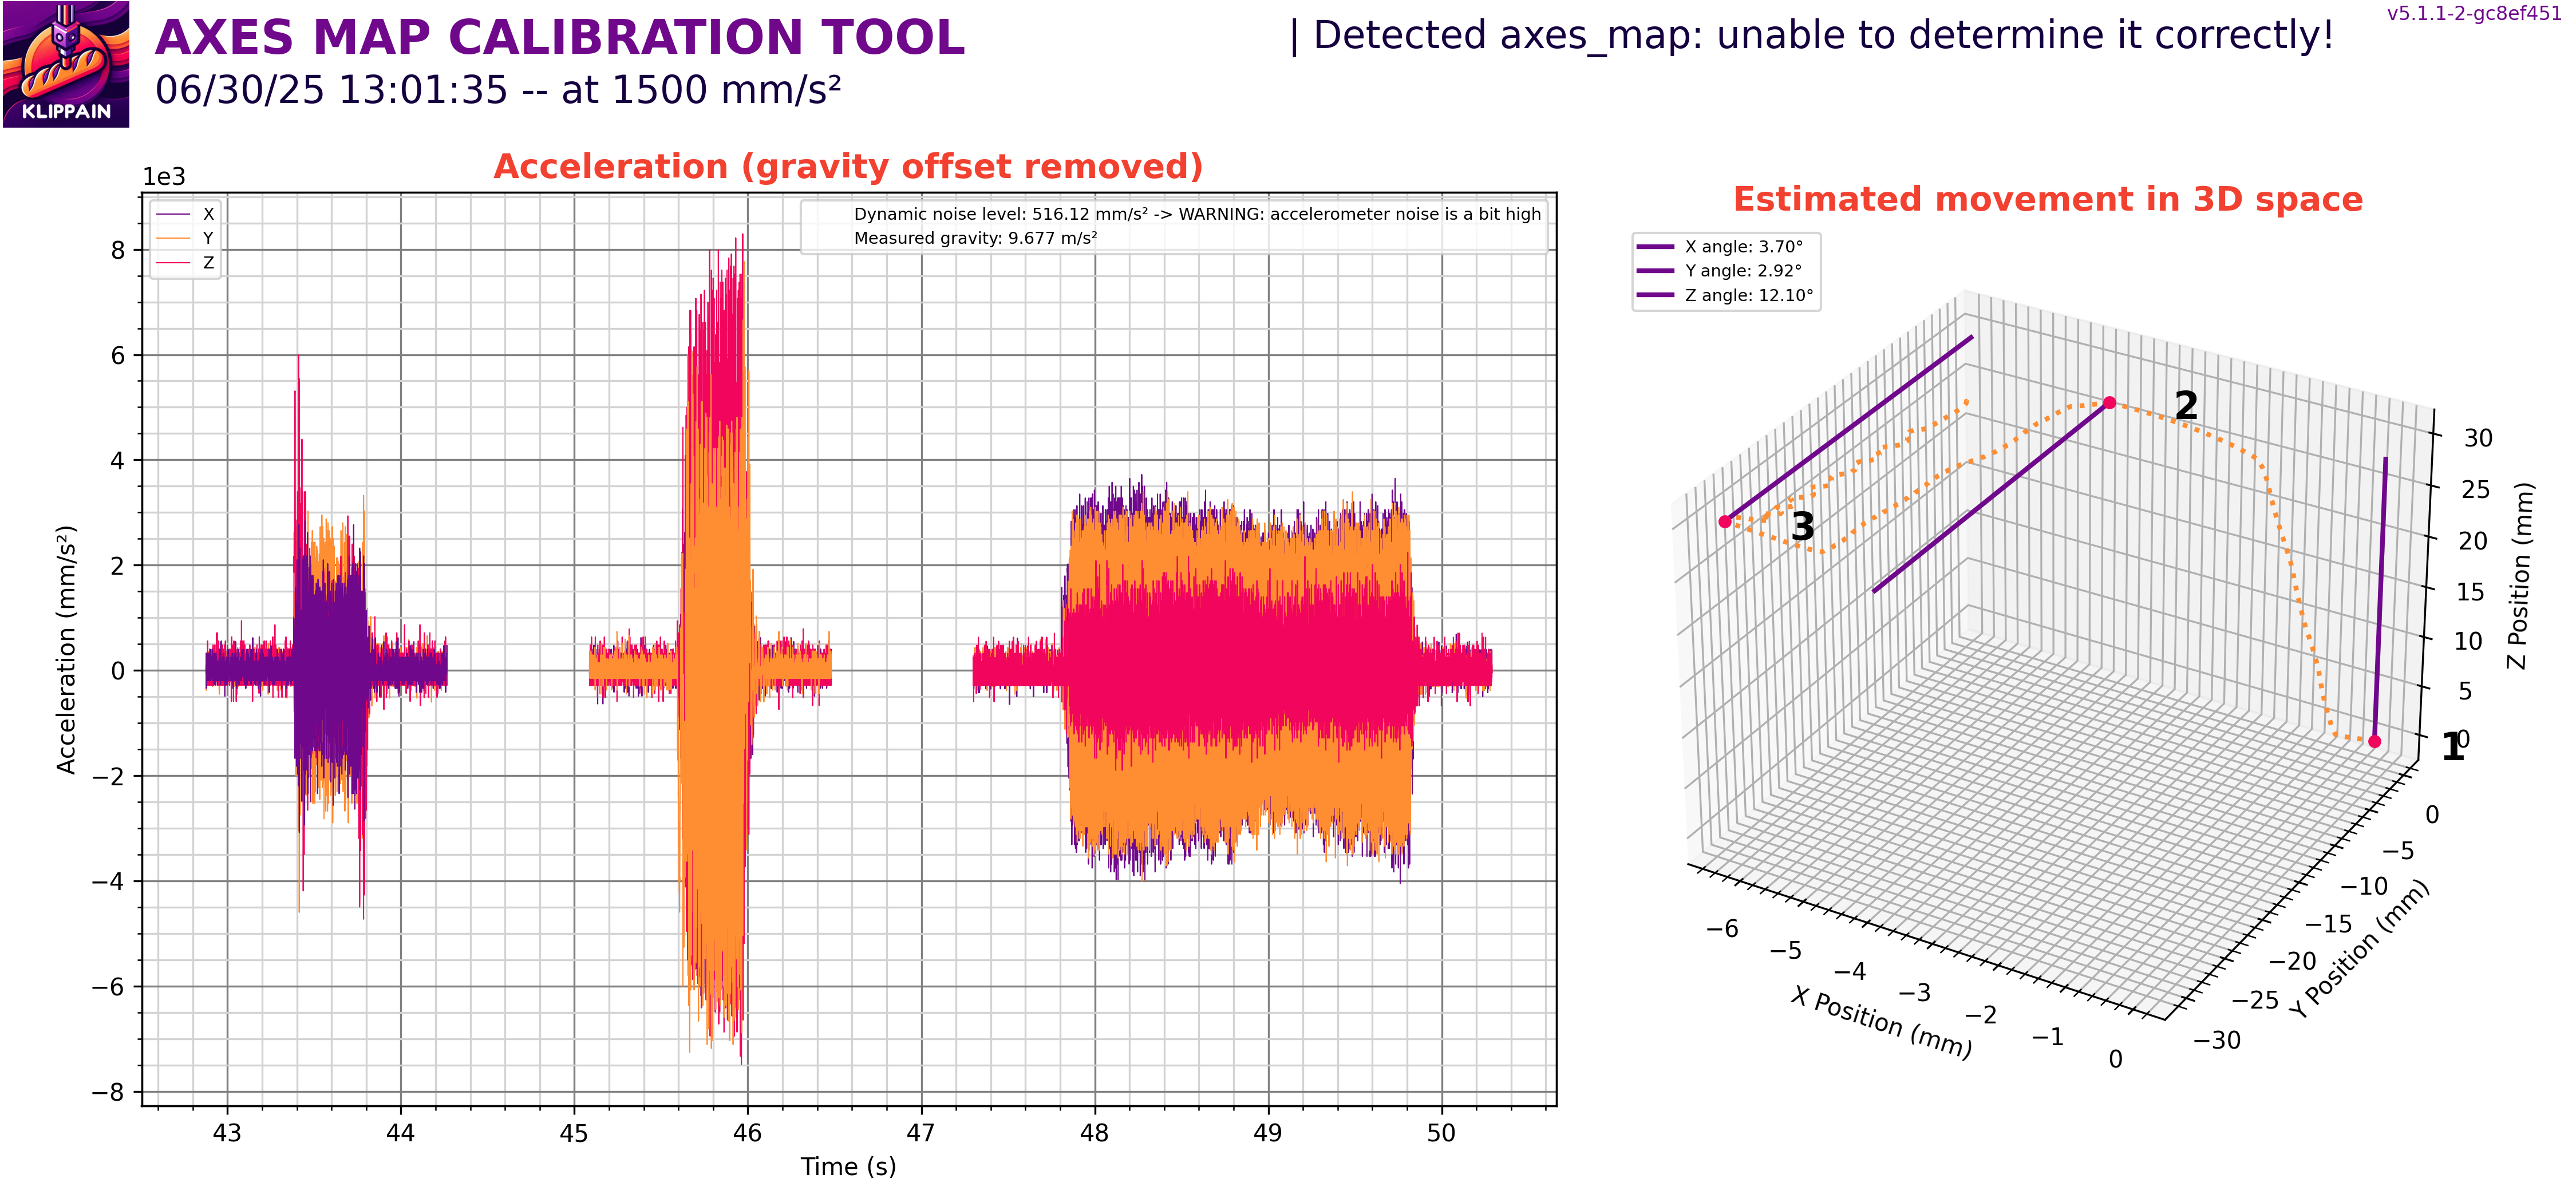 KLIPPAIN
AXES MAP CALIBRATION TOOL
06/30/25 13:01:35 -- at 1500 mm/s²
| Detected axes_map: unable to determine it correctly!
v5.1.1-2-gc8ef451
Acceleration (gravity offset removed)
1e3
X
Y
Z
Dynamic noise level: 516.12 mm/s² -> WARNING: accelerometer noise is a bit high
Measured gravity: 9.677 m/s²
8
6
4
2
0
−2
−4
−6
−8
Acceleration (mm/s²)
43
44
45
46
47
48
49
50
Time (s)
Estimated movement in 3D space
X angle: 3.70°
Y angle: 2.92°
Z angle: 12.10°
1
2
3
−6
−5
−4
−3
−2
−1
0
X Position (mm)
0
−5
−10
−15
−20
−25
−30
Y Position (mm)
30
25
20
15
10
5
0
Z Position (mm)